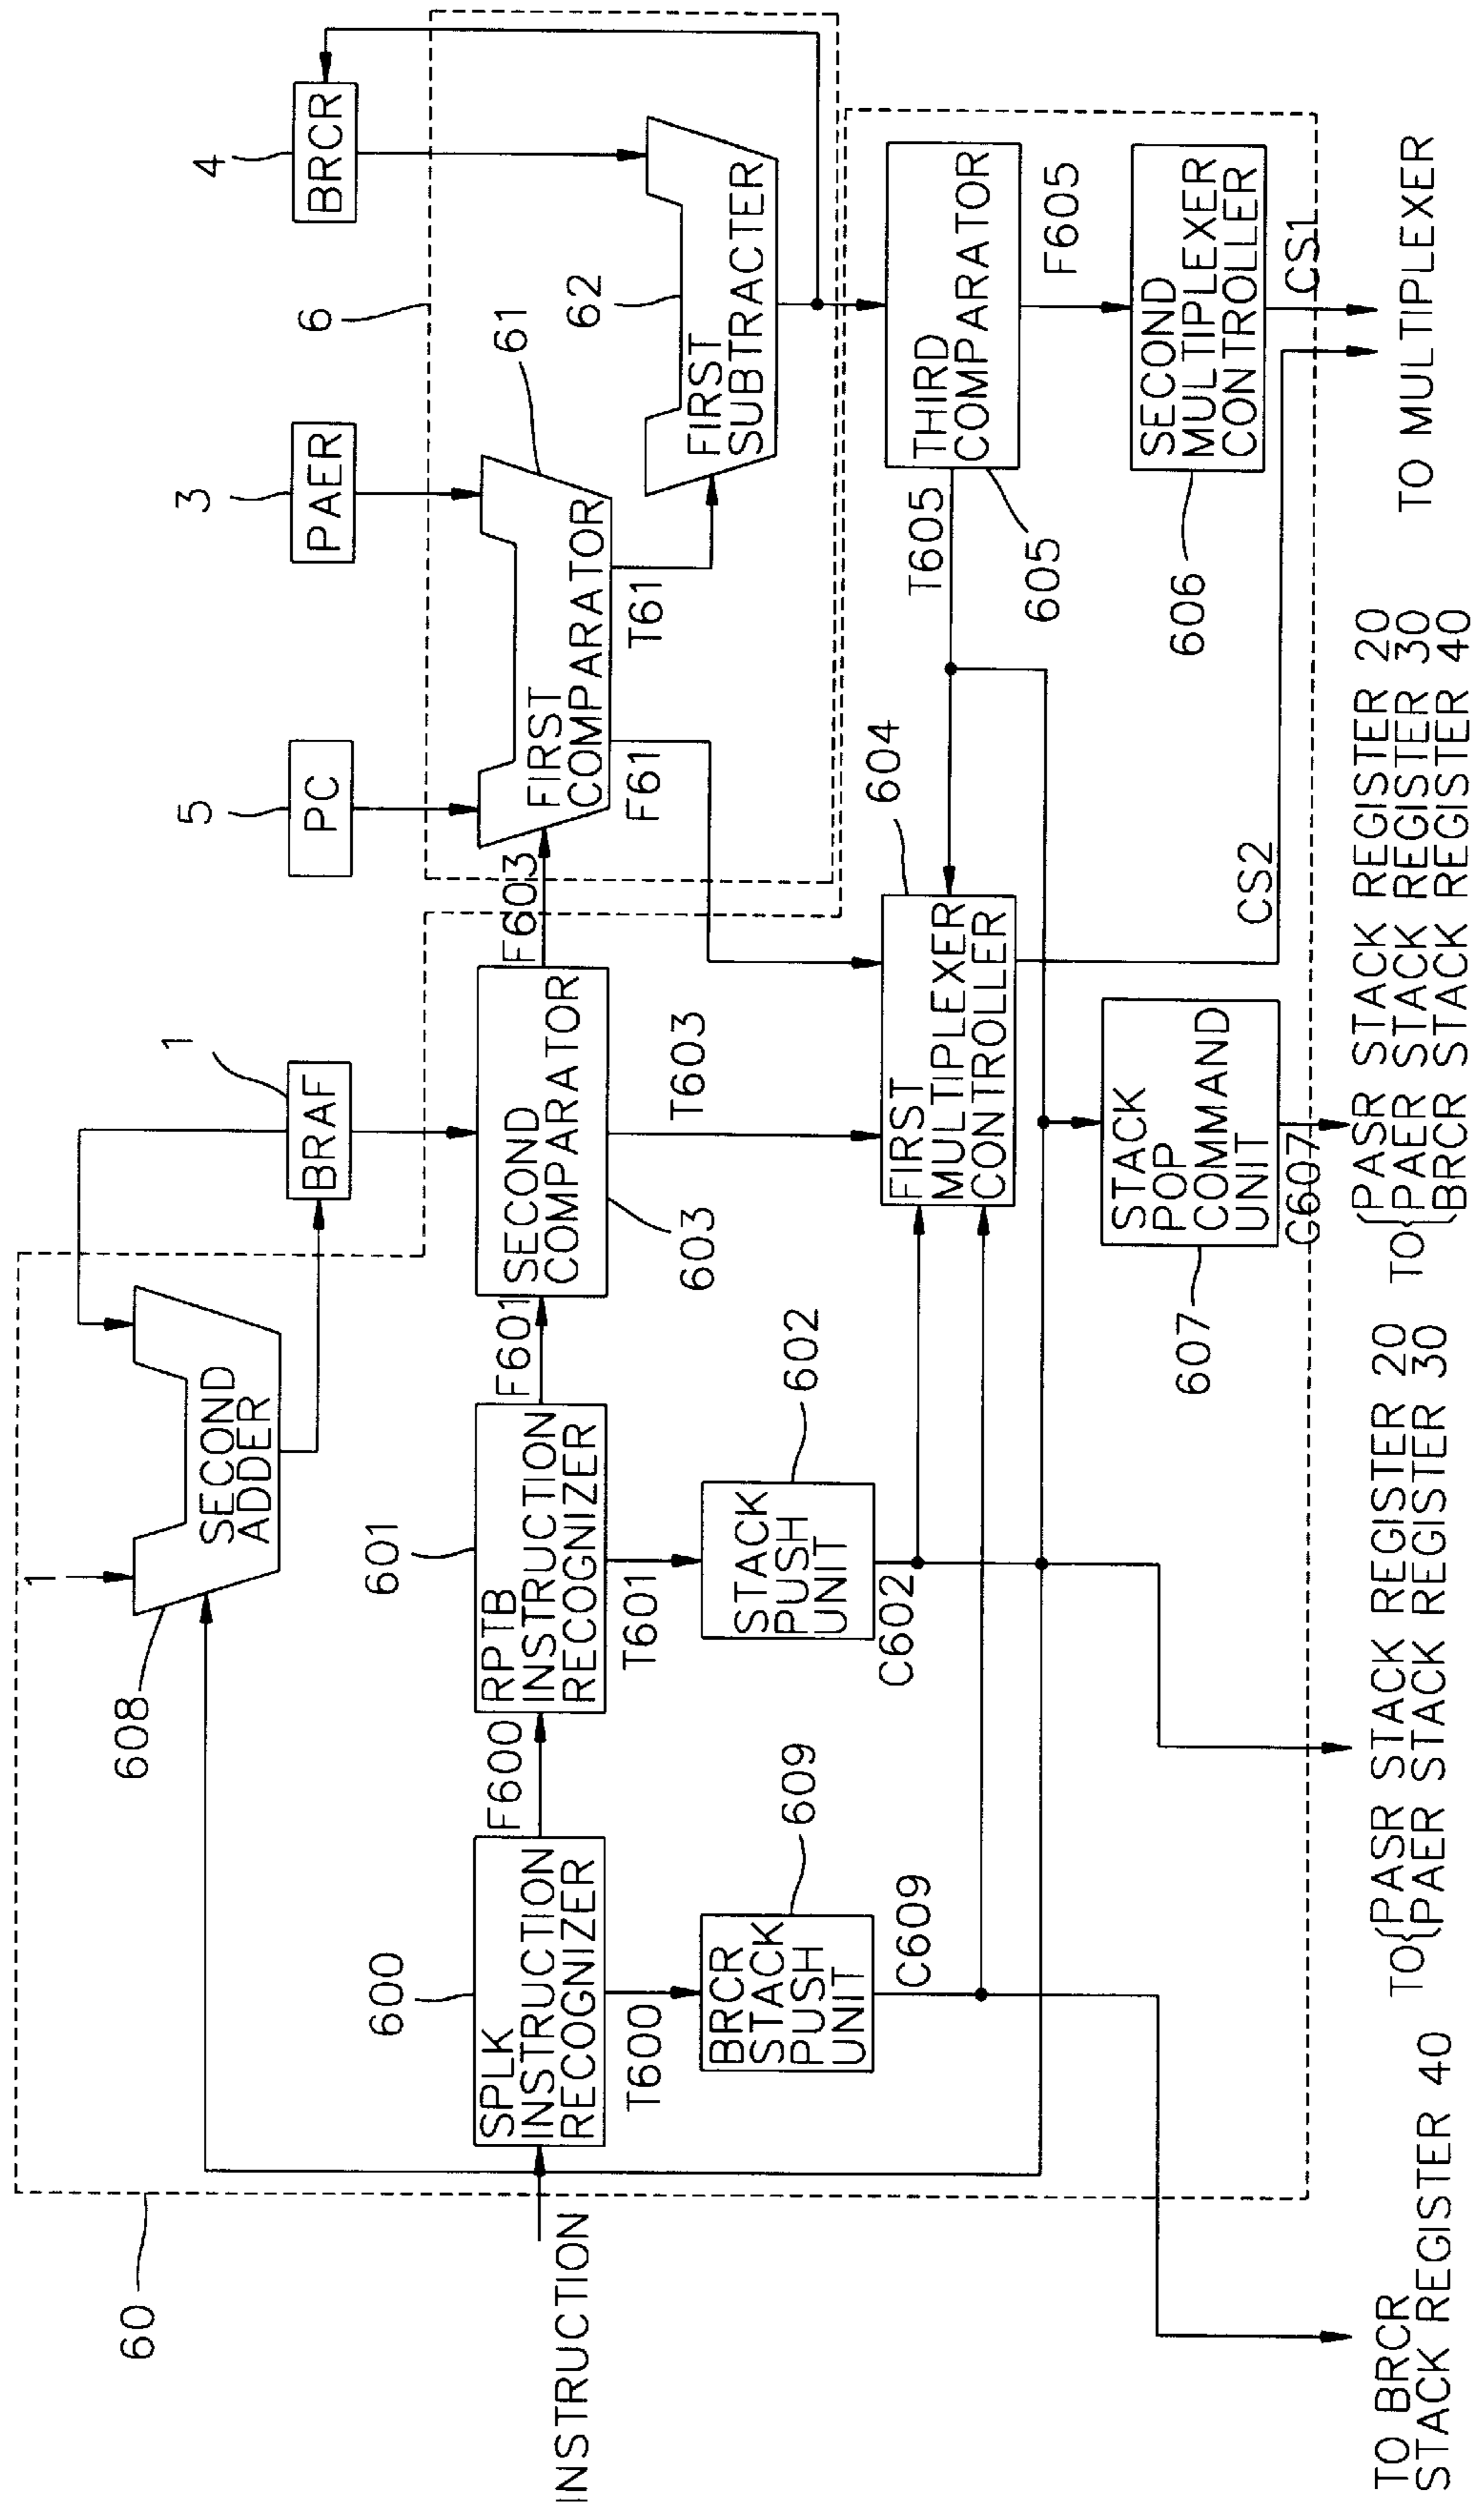 60
608
1
SECOND
ADDER
1
BRAF
5
PC
3
PAER
4
BRCR
6
INSTRUCTION
600
SPLK
INSTRUCTION
RECOGNIZER
F600
601
RPTB
INSTRUCTION
RECOGNIZER
F601
SECOND
COMPARATOR
603
F603
FIRST
COMPARATOR
61
62
FIRST
SUBTRACTER
T600
T601
T603
F61
T61
609
BRCR
STACK
PUSH
UNIT
602
STACK
PUSH
UNIT
C609
C602
604
FIRST
MULTIPLEXER
CONTROLLER
T605
605
THIRD
COMPARATOR
F605
607
STACK
POP
COMMAND
UNIT
C607
CS2
606
SECOND
MULTIPLEXER
CONTROLLER
CS1
TO BRCR
STACK REGISTER 40
TO{PASR STACK REGISTER 20
PAER STACK REGISTER 30
TO{PASR STACK REGISTER 20
PAER STACK REGISTER 30
BRCR STACK REGISTER 40
TO MULTIPLEXER